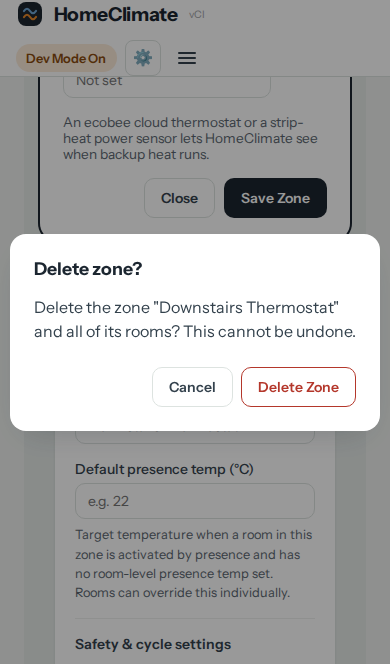 HomeClimate vCI
Dev Mode On
Not set
An ecobee cloud thermostat or a strip-
heat power sensor lets HomeClimate see
when backup heat runs.
Close Save Zone
Delete zone?
Delete the zone "Downstairs Thermostat"
and all of its rooms? This cannot be undone.
Cancel Delete Zone
Default presence temp (°C)
e.g. 22
Target temperature when a room in this
zone is activated by presence and has
no room-level presence temp set.
Rooms can override this individually.
Safety & cycle settings